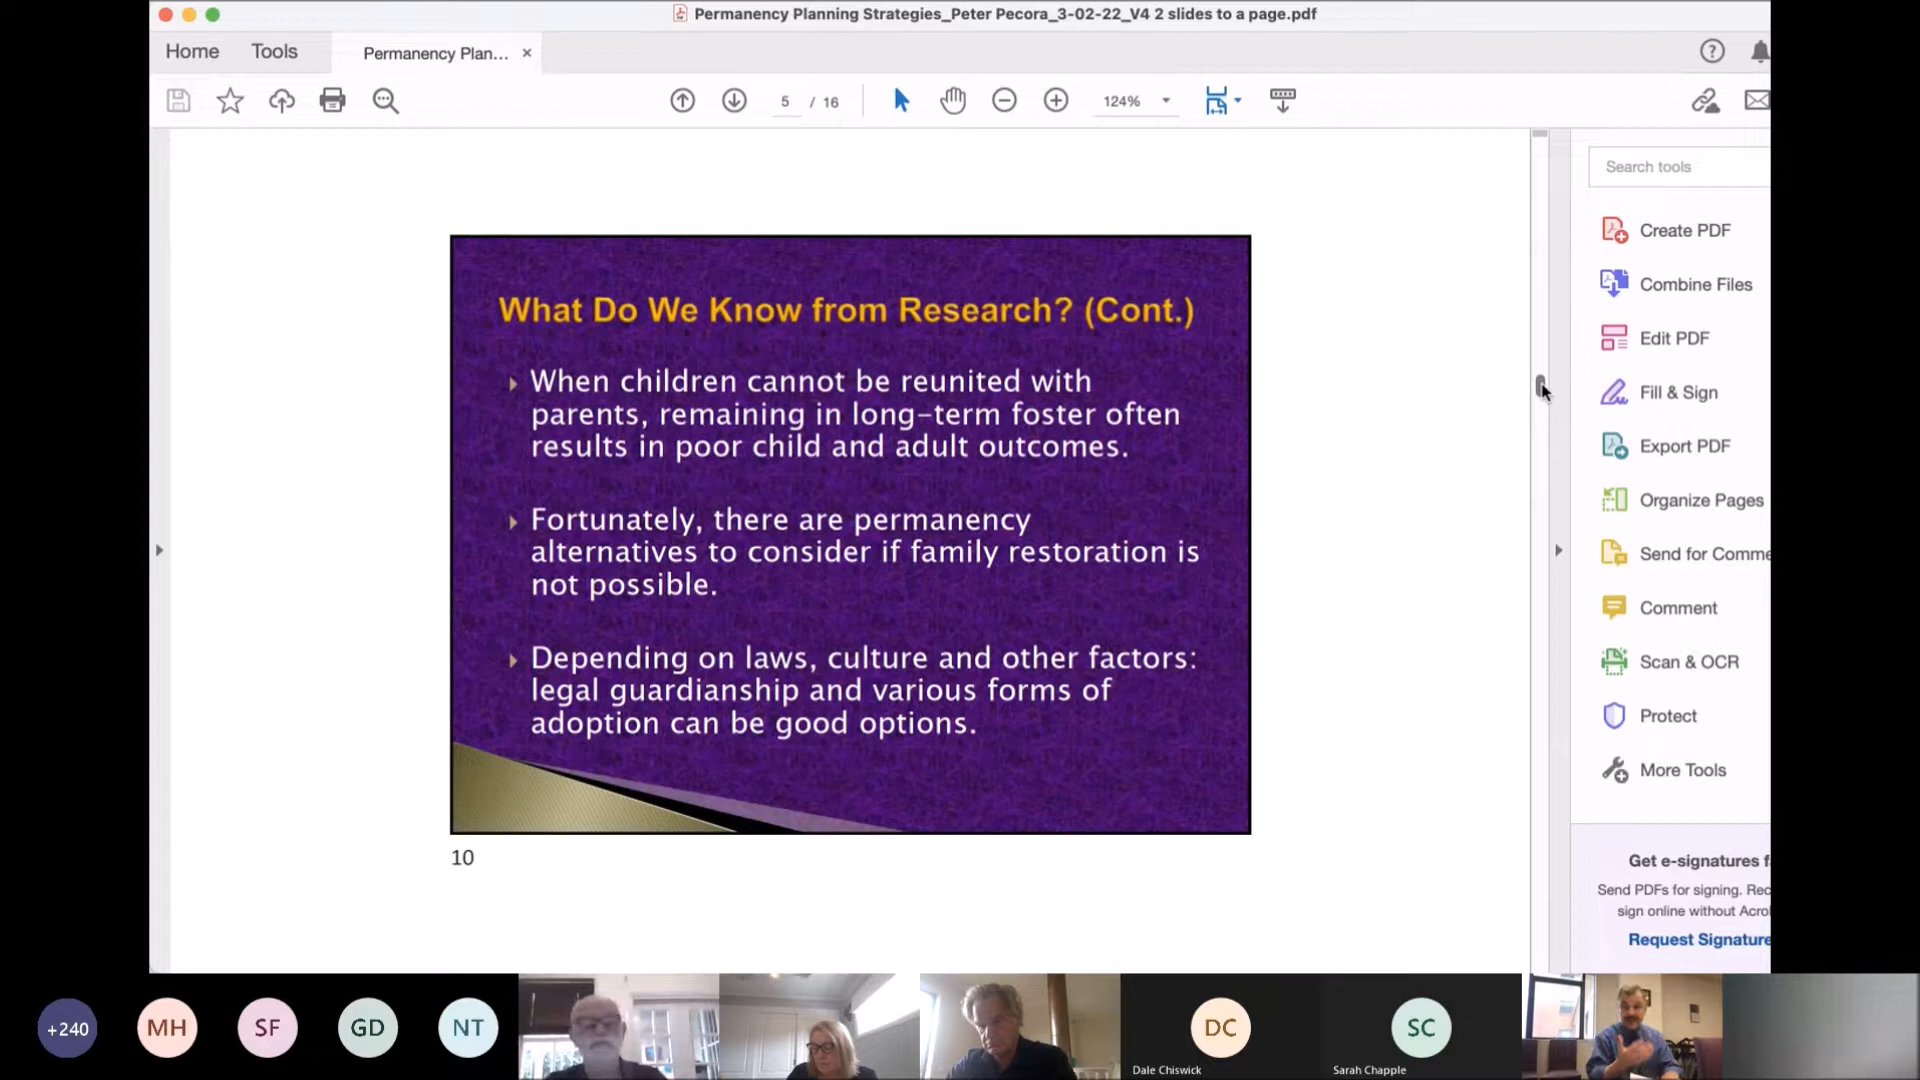 Permanency Planning Strategies_Peter Pecora_3-02-22_V4 2 slides to a page.pdf
Home
Tools
Permanency Plan... ×
5 / 16
124%
Search tools
Create PDF
Combine Files
Edit PDF
Fill & Sign
Export PDF
Organize Pages
Send for Comme
Comment
Scan & OCR
Protect
More Tools
Get e-signatures f
Send PDFs for signing. Rec
sign online without Acro
Request Signature
What Do We Know from Research? (Cont.)
When children cannot be reunited with
parents, remaining in long-term foster often
results in poor child and adult outcomes.
Fortunately, there are permanency
alternatives to consider if family restoration is
not possible.
Depending on laws, culture and other factors:
legal guardianship and various forms of
adoption can be good options.
10
+240
MH
SF
GD
NT
DC
Dale Chiswick
SC
Sarah Chapple